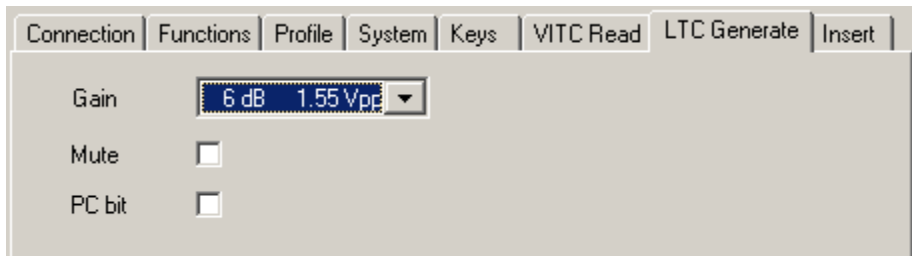 Connection Functions Profile System Keys VITC Read LTC Generate Insert
Gain 6 dB 1.55 Vpp
Mute
PC bit